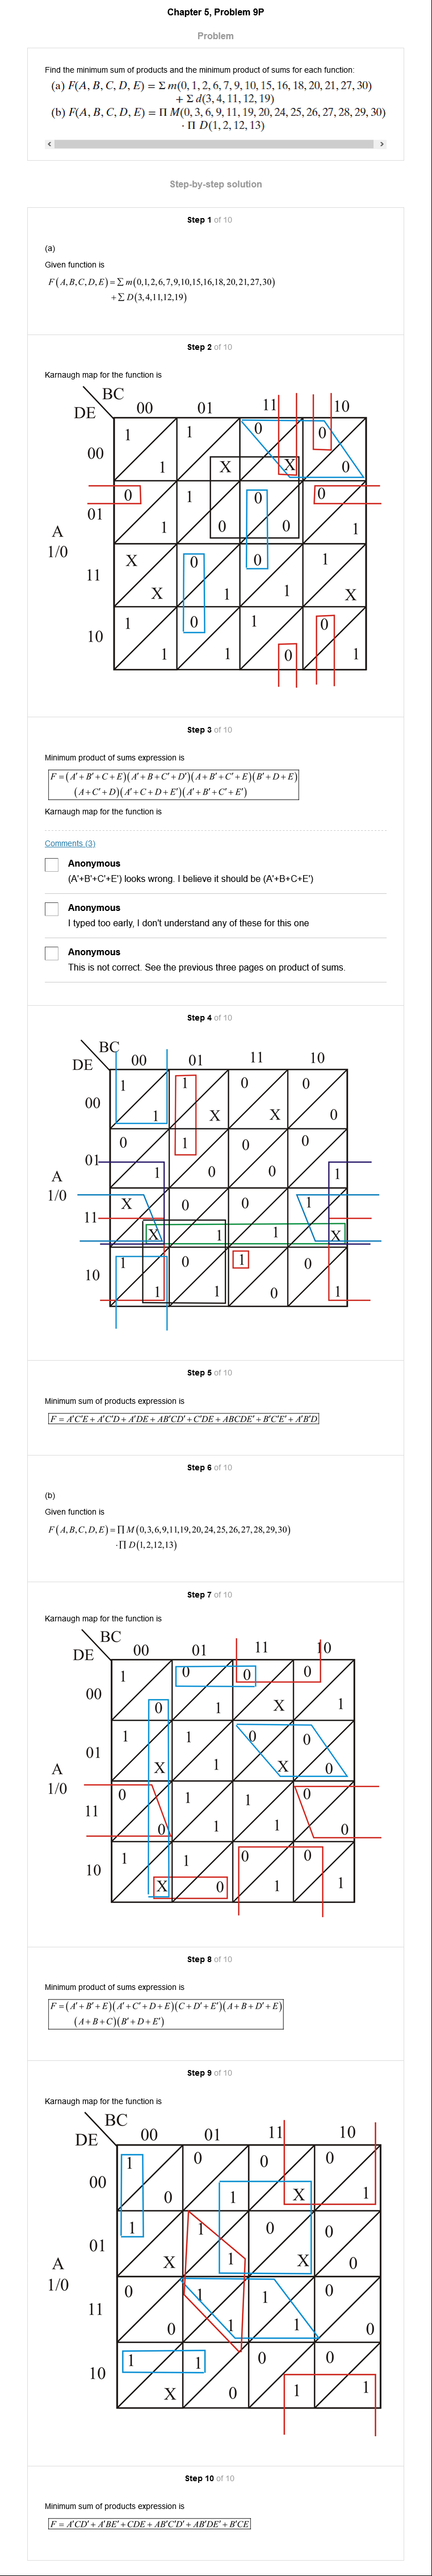 Chapter 5, Problem 9P
Problem
Find the minimum sum of products and the minimum product of sums for each function:
(a) F(A, B, C, D, E) = Σ m(0, 1, 2, 6, 7, 9, 10, 15, 16, 18, 20, 21, 27, 30)
+ Σ d(3, 4, 11, 12, 19)
(b) F(A, B, C, D, E) = Π M(0, 3, 6, 9, 11, 19, 20, 24, 25, 26, 27, 28, 29, 30)
· Π D(1, 2, 12, 13)
Step-by-step solution
Step 1 of 10
(a)
Given function is
F(A,B,C,D,E)=Σm(0,1,2,6,7,9,10,15,16,18,20,21,27,30)
+ΣD(3,4,11,12,19)
Step 2 of 10
Karnaugh map for the function is
BC
DE 00 01 11 10
00 1 1 1 X 0 X 0 0
01 0 1 1 0 0 0 0 1
A
1/0
11 X X 0 1 0 1 1 X
10 1 1 0 1 1 0 0 1
Step 3 of 10
Minimum product of sums expression is
F=(A'+B'+C+E)(A'+B+C'+D')(A+B'+C'+E)(B'+D+E)
(A+C'+D)(A'+C+D+E')(A'+B'+C'+E')
Karnaugh map for the function is
Comments (3)
Anonymous
(A'+B'+C'+E') looks wrong. I believe it should be (A'+B+C+E')
Anonymous
I typed too early, I don't understand any of these for this one
Anonymous
This is not correct. See the previous three pages on product of sums.
Step 4 of 10
BC
DE 00 01 11 10
00 1 1 1 X 0 X 0 0
01 0 1 0 0 0 0 1
A
1/0
11 X X 0 1 0 1 1 X
10 1 1 0 1 1 0 0 1
Step 5 of 10
Minimum sum of products expression is
F = A'C'E + A'C'D + A'DE + AB'CD' + C'DE + ABCDE' + B'C'E' + A'B'D
Step 6 of 10
(b)
Given function is
F(A,B,C,D,E)=∏M(0,3,6,9,11,19,20,24,25,26,27,28,29,30)
·∏D(1,2,12,13)
Step 7 of 10
Karnaugh map for the function is
BC
DE 00 01 11 10
00 1 0 0 1 0 X 0 1
01 1 X 1 1 0 X 0 0
A
1/0
11 0 0 1 1 1 1 0 0
10 1 X 1 0 0 1 0 1
Step 8 of 10
Minimum product of sums expression is
F=(A'+B'+E)(A'+C'+D+E)(C+D'+E')(A+B+D'+E)
(A+B+C)(B'+D+E')
Step 9 of 10
Karnaugh map for the function is
BC
DE 00 01 11 10
00 1 0 0 1 0 X 0 1
01 1 X 1 1 0 X 0 0
A
1/0
11 0 0 1 1 1 1 0 0
10 1 X 1 0 0 1 0 1
Step 10 of 10
Minimum sum of products expression is
F = A'CD' + A'BE' + CDE + AB'C'D' + AB'DE' + B'CE